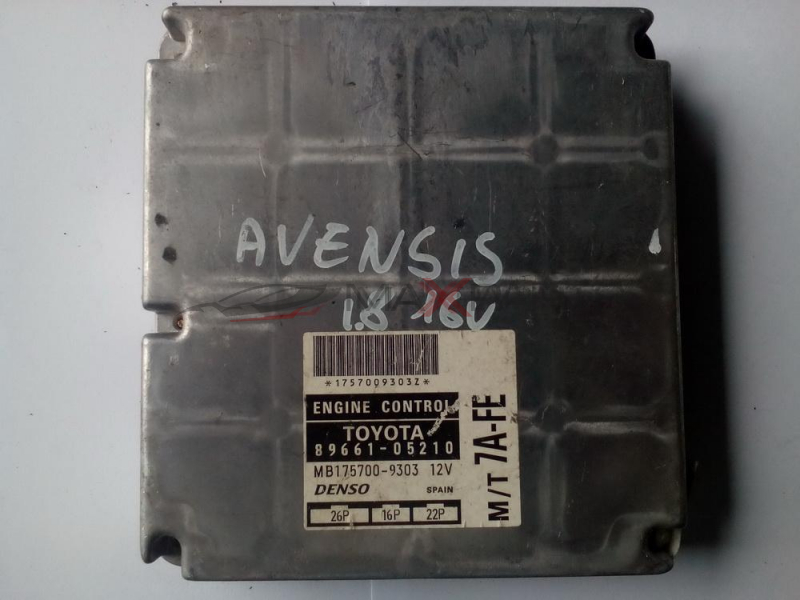 AVENSIS
1.8 16V
*1757009303Z*
ENGINE CONTROL
TOYOTA
89661-05210
MB175700-9303 12V
DENSO SPAIN
26P 16P 22P
M/T 7A-FE